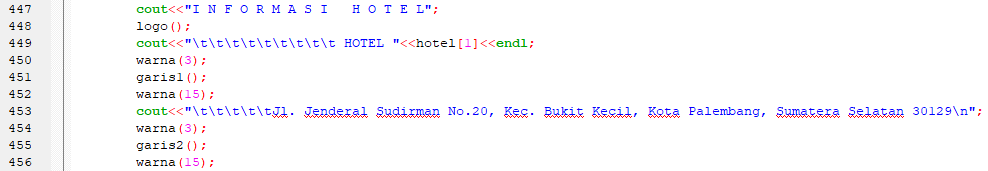 447 cout<<"I N F O R M A S I   H O T E L";
448 logo();
449 cout<<"\t\t\t\t\t\t\t\t\t HOTEL "<<hotel[1]<<endl;
450 warna(3);
451 garis1();
452 warna(15);
453 cout<<"\t\t\t\t\tJl. Jenderal Sudirman No.20, Kec. Bukit Kecil, Kota Palembang, Sumatera Selatan 30129\n";
454 warna(3);
455 garis2();
456 warna(15);